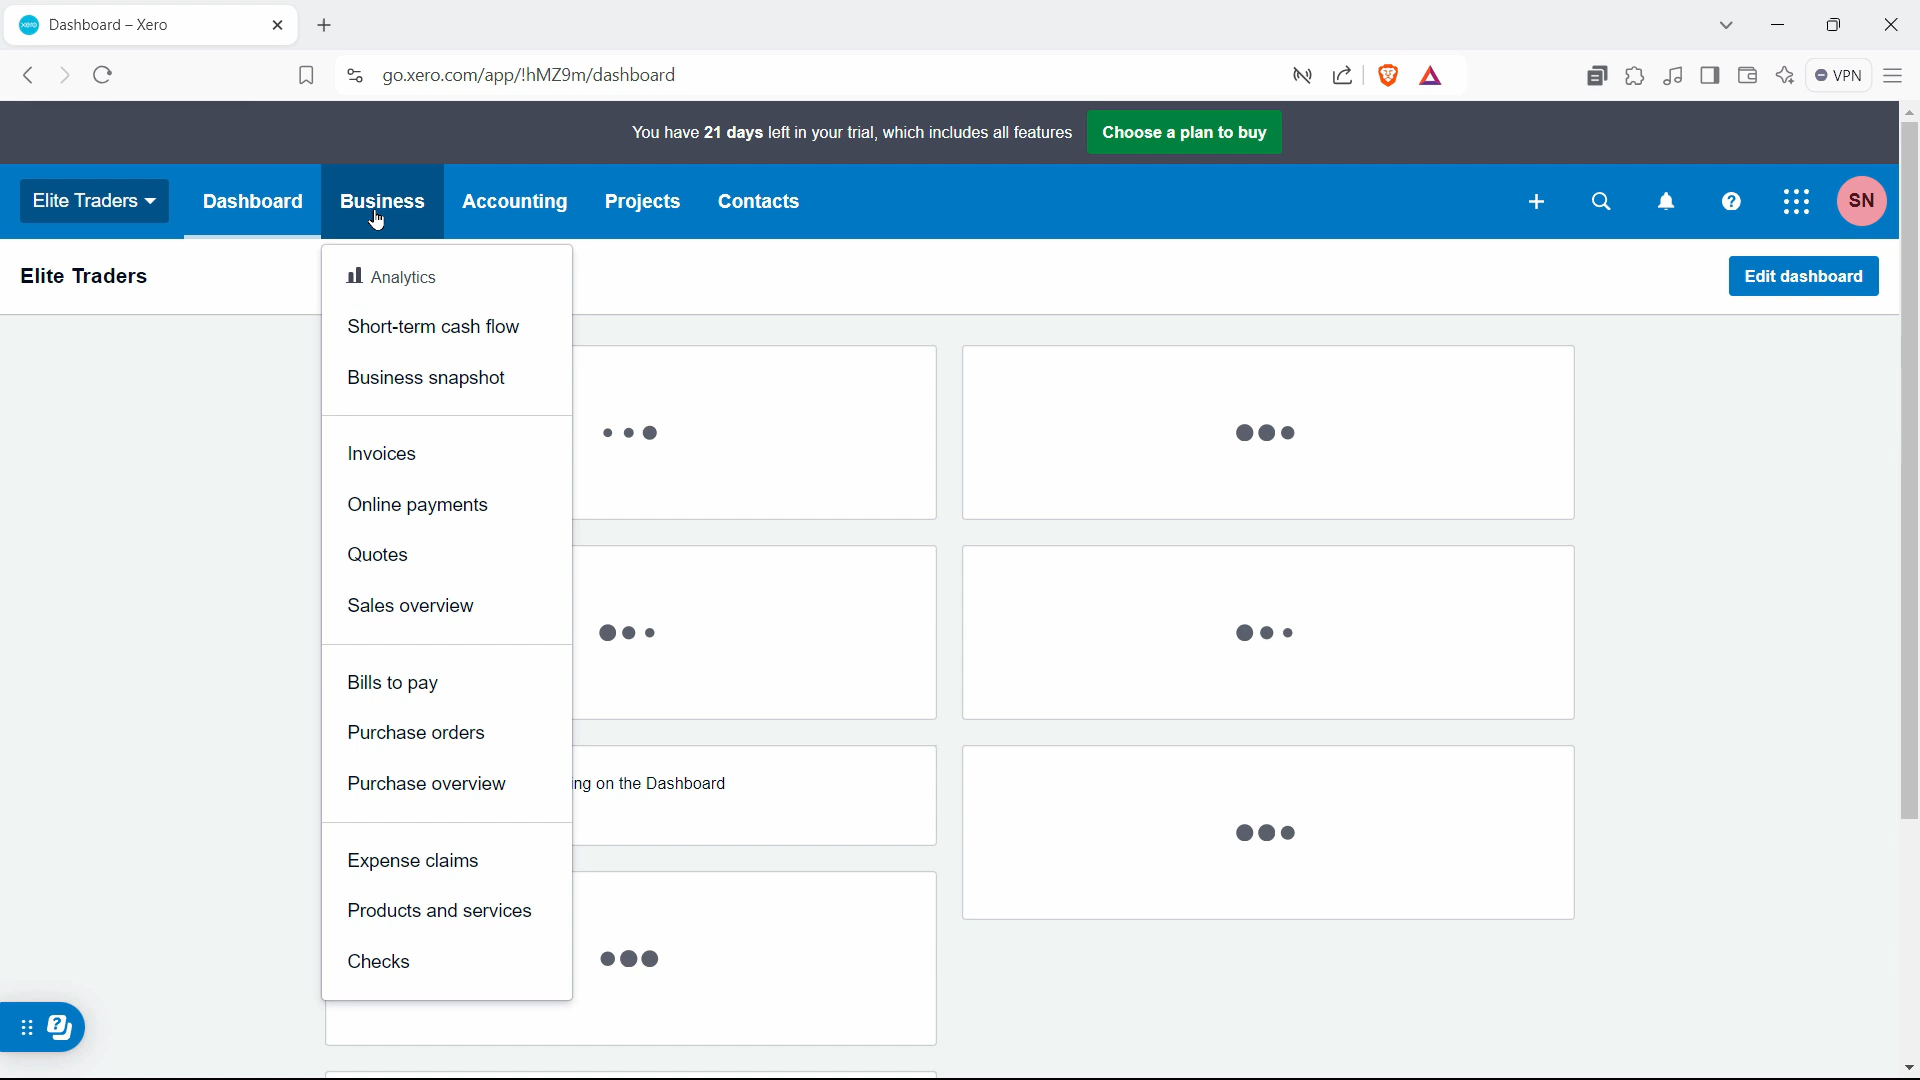 Dashboard – Xero
go.xero.com/app/!hMZ9m/dashboard
VPN
You have 21 days left in your trial, which includes all features
Choose a plan to buy
Elite Traders
Dashboard
Business
Accounting
Projects
Contacts
SN
Elite Traders
Edit dashboard
Analytics
Short-term cash flow
Business snapshot
Invoices
Online payments
Quotes
Sales overview
Bills to pay
Purchase orders
Purchase overview
ing on the Dashboard
Expense claims
Products and services
Checks